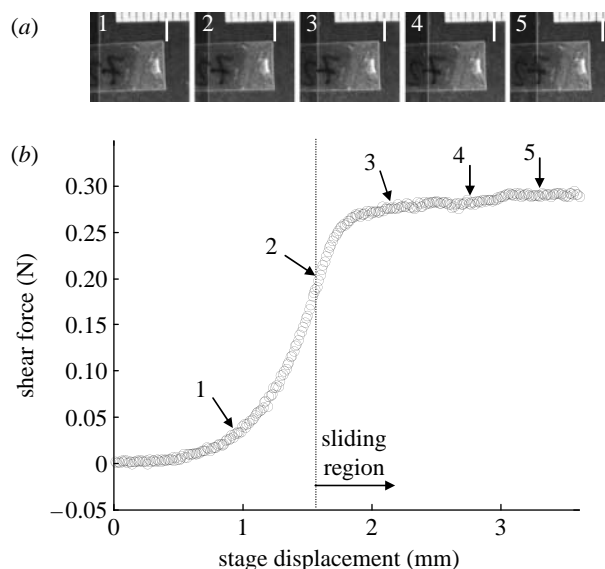 (a)
1 2 3 4 5
(b)
shear force (N)
0.30
0.25
0.20
0.15
0.10
0.05
0
–0.05
1
2
3
4
5
sliding
region
0 1 2 3
stage displacement (mm)